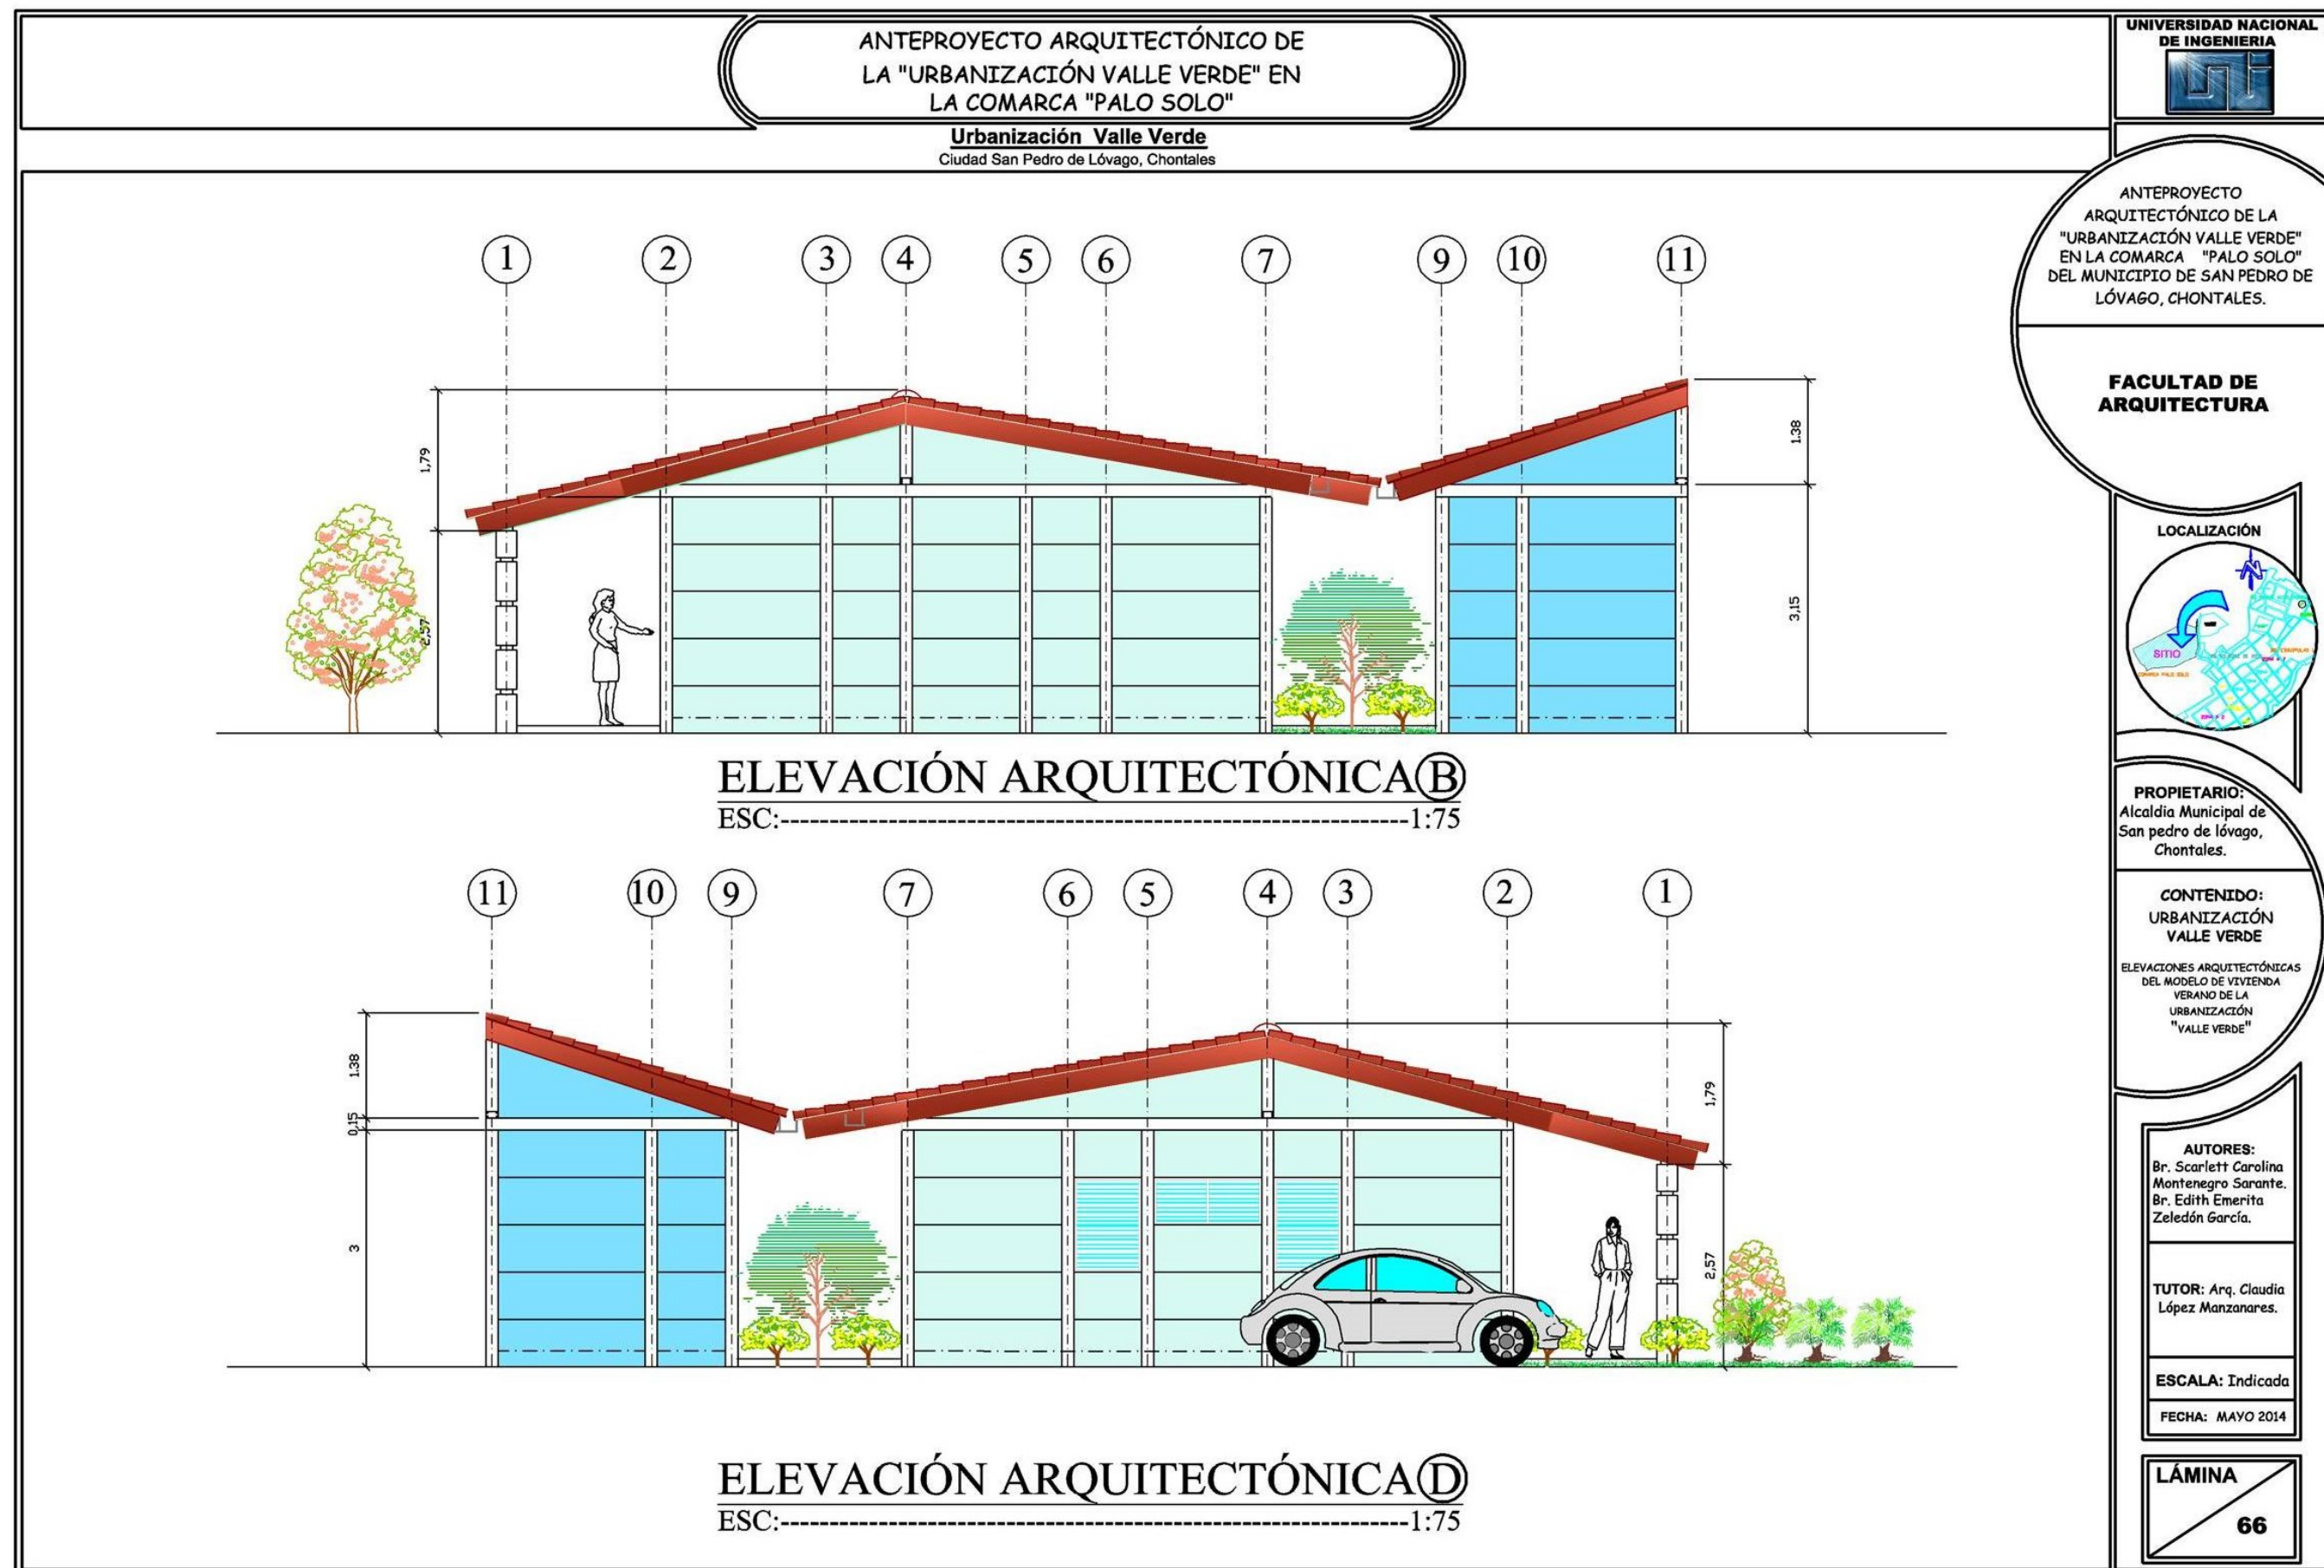 ANTEPROYECTO ARQUITECTÓNICO DE
LA "URBANIZACIÓN VALLE VERDE" EN
LA COMARCA "PALO SOLO"
Urbanización Valle Verde
Ciudad San Pedro de Lóvago, Chontales
1 2 3 4 5 6 7 9 10 11
1,79
2,57
1.38
3,15
ELEVACIÓN ARQUITECTÓNICA B
ESC:----------------------------------------------------------------1:75
11 10 9 7 6 5 4 3 2 1
1.38
0,15
3
1,79
2,57
ELEVACIÓN ARQUITECTÓNICA D
ESC:----------------------------------------------------------------1:75
UNIVERSIDAD NACIONAL
DE INGENIERIA
ANTEPROYECTO
ARQUITECTÓNICO DE LA
"URBANIZACIÓN VALLE VERDE"
EN LA COMARCA "PALO SOLO"
DEL MUNICIPIO DE SAN PEDRO DE
LÓVAGO, CHONTALES.
FACULTAD DE
ARQUITECTURA
LOCALIZACIÓN
N
SITIO
COMARCA PALO SOLO
PROPIETARIO:
Alcaldia Municipal de
San pedro de lóvago,
Chontales.
CONTENIDO:
URBANIZACIÓN
VALLE VERDE
ELEVACIONES ARQUITECTÓNICAS
DEL MODELO DE VIVIENDA
VERANO DE LA
URBANIZACIÓN
"VALLE VERDE"
AUTORES:
Br. Scarlett Carolina
Montenegro Sarante.
Br. Edith Emerita
Zeledón García.
TUTOR: Arq. Claudia
López Manzanares.
ESCALA: Indicada
FECHA: MAYO 2014
LÁMINA
66